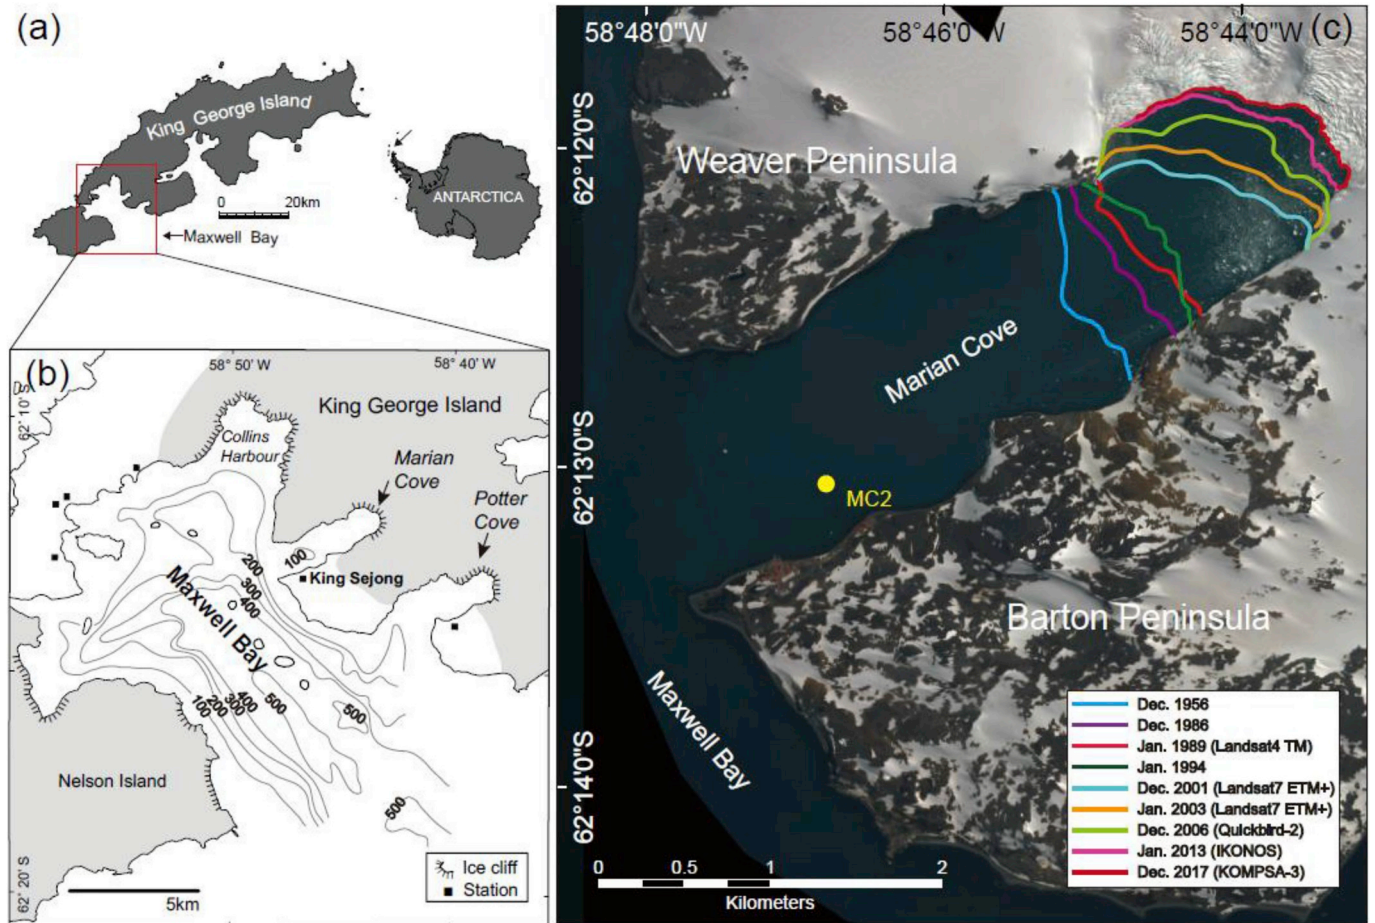 (a)
King George Island
ANTARCTICA
0 20km
Maxwell Bay
(b)
58° 50' W 58° 40' W
62° 10' S
King George Island
Collins
Harbour
Marian
Cove
Potter
Cove
100
King Sejong
200
300
400
Maxwell Bay
100
200
300
400
500
500
500
Nelson Island
62° 20' S
5km
Ice cliff
Station
58°48'0"W 58°46'0"W 58°44'0"W (c)
62°12'0"S
Weaver Peninsula
Marian Cove
62°13'0"S
MC2
Barton Peninsula
Maxwell Bay
62°14'0"S
0 0.5 1 2
Kilometers
Dec. 1956
Dec. 1986
Jan. 1989 (Landsat4 TM)
Jan. 1994
Dec. 2001 (Landsat7 ETM+)
Jan. 2003 (Landsat7 ETM+)
Dec. 2006 (Quickbird-2)
Jan. 2013 (IKONOS)
Dec. 2017 (KOMPSA-3)